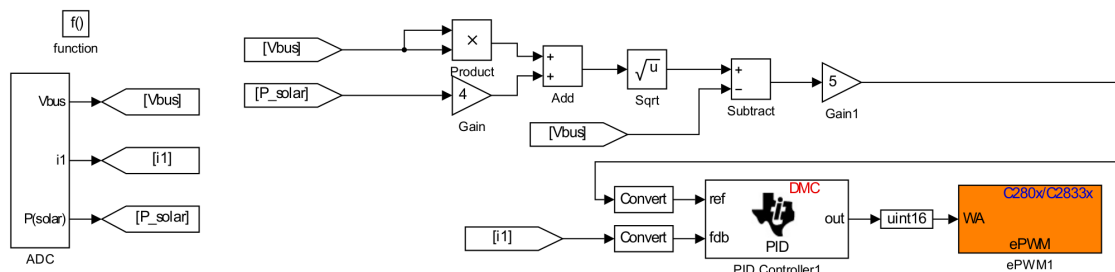 f()
function
Vbus
[Vbus]
i1
[i1]
P(solar)
[P_solar]
ADC
[Vbus]
×
Product
[P_solar]
4
Gain
+
+
Add
√u
Sqrt
[Vbus]
+
−
Subtract
5
Gain1
Convert
[i1]
Convert
DMC
ref
fdb
out
PID
PID Controller1
uint16
C280x/C2833x
WA
ePWM
ePWM1